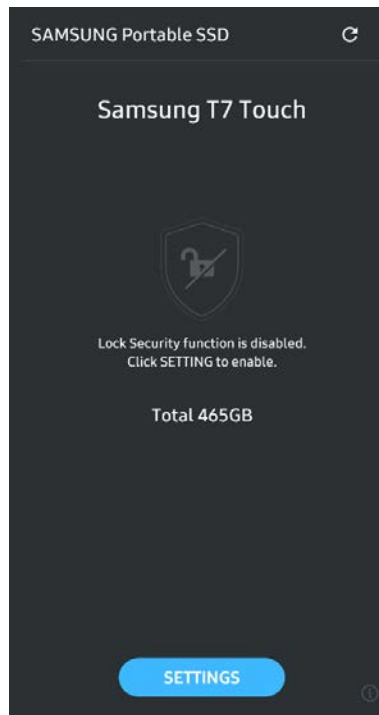 SAMSUNG Portable SSD
Samsung T7 Touch
Lock Security function is disabled.
Click SETTING to enable.
Total 465GB
SETTINGS